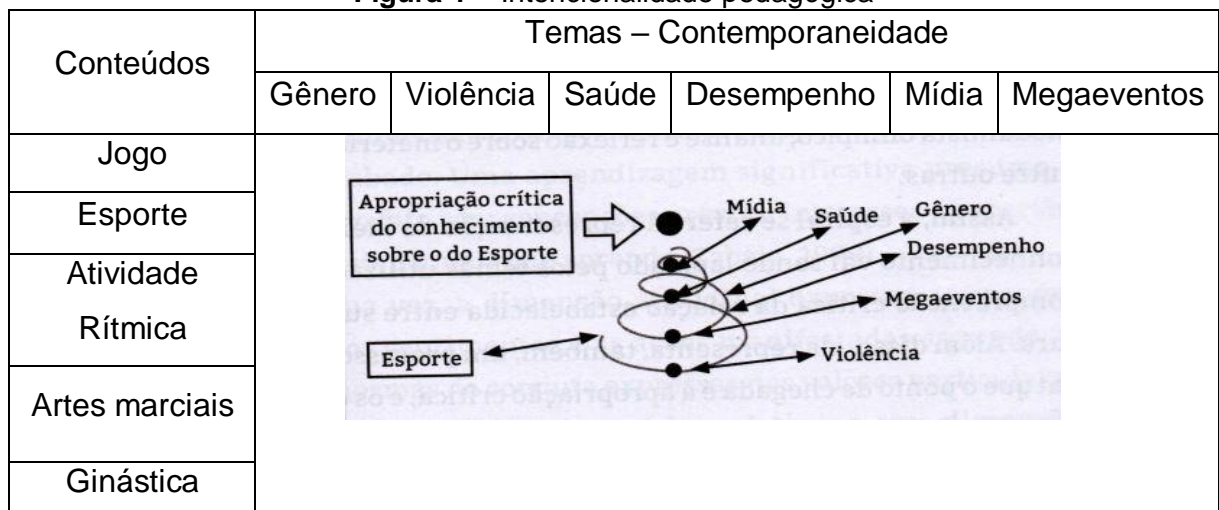 Figura 1 – Intencionalidade pedagógica
Conteúdos
Temas – Contemporaneidade
Gênero
Violência
Saúde
Desempenho
Mídia
Megaeventos
Jogo
Esporte
Atividade
Rítmica
Artes marciais
Ginástica
Apropriação crítica
do conhecimento
sobre o do Esporte
Mídia
Saúde
Gênero
Desempenho
Megaeventos
Violência
Esporte